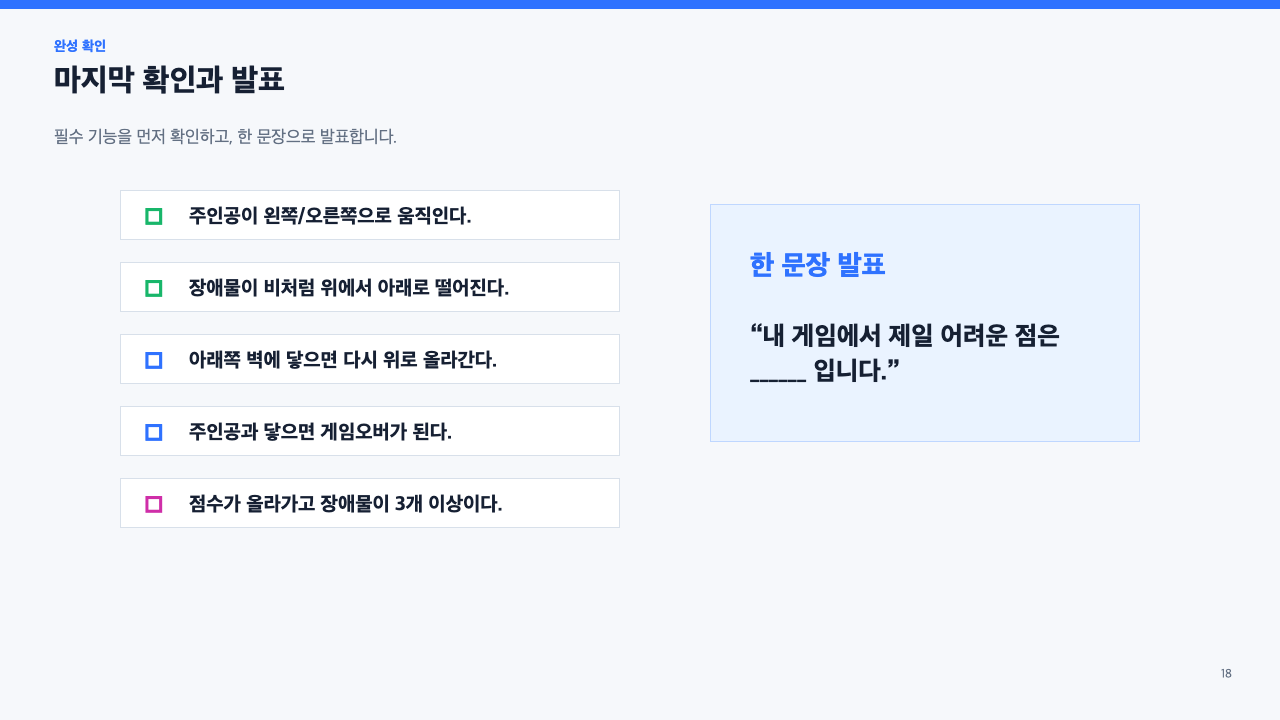 완성 확인
마지막 확인과 발표
필수 기능을 먼저 확인하고, 한 문장으로 발표합니다.
주인공이 왼쪽/오른쪽으로 움직인다.
장애물이 비처럼 위에서 아래로 떨어진다.
아래쪽 벽에 닿으면 다시 위로 올라간다.
주인공과 닿으면 게임오버가 된다.
점수가 올라가고 장애물이 3개 이상이다.
한 문장 발표
“내 게임에서 제일 어려운 점은
______ 입니다.”
18